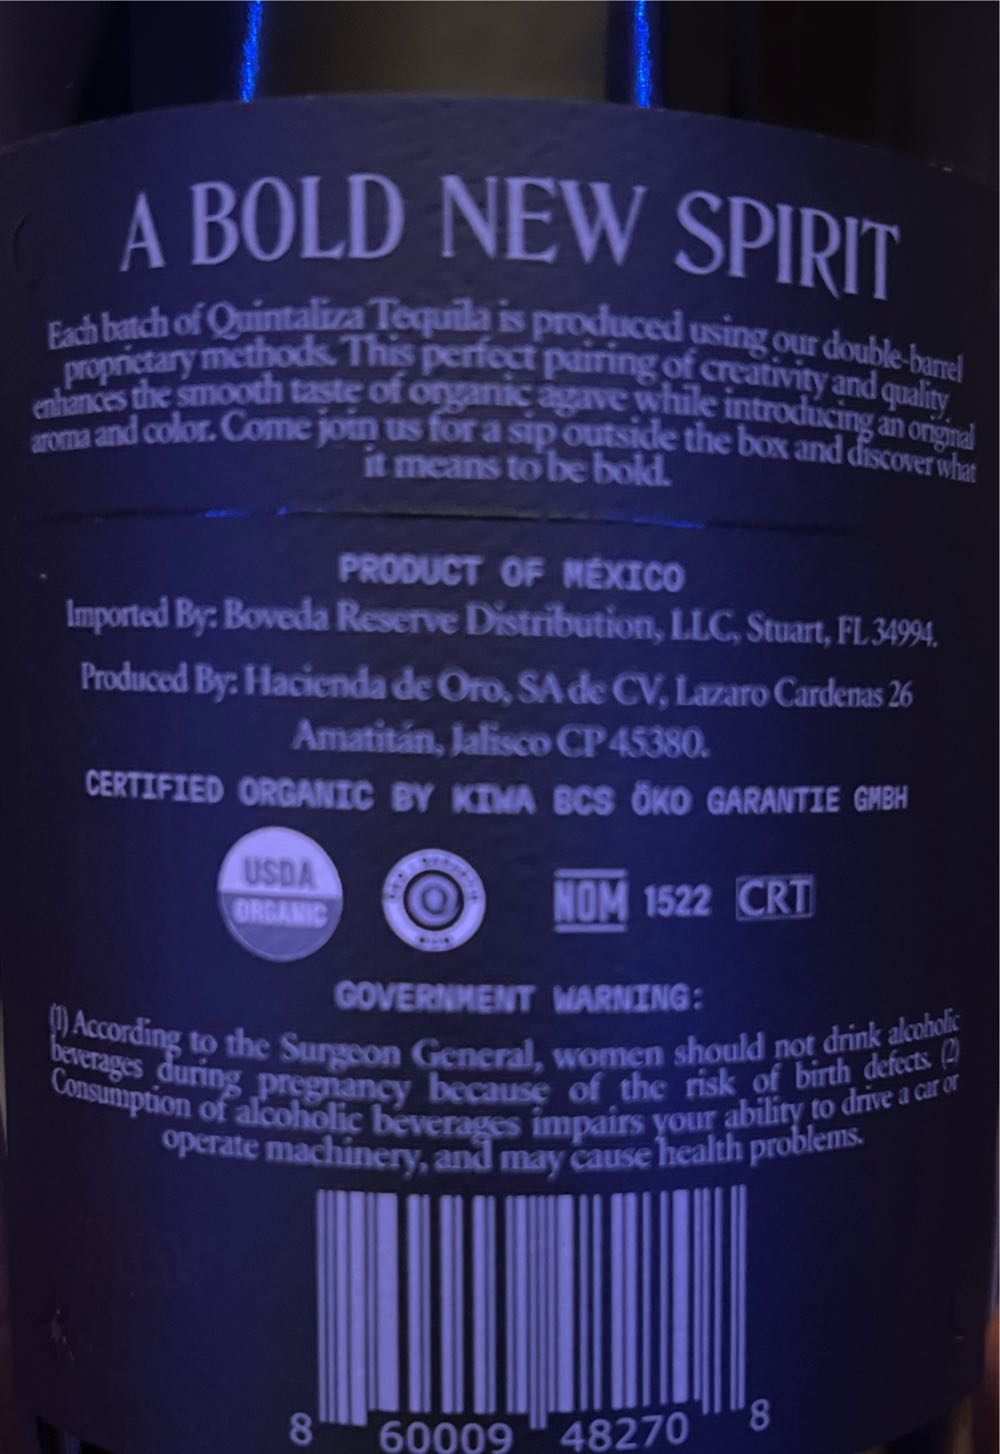 A BOLD NEW SPIRIT
Each batch of Quintaliza Tequila is produced using our double-barrel
proprietary methods. This perfect pairing of creativity and quality
enhances the smooth taste of organic agave while introducing an original
aroma and color. Come join us for a sip outside the box and discover what
it means to be bold.
PRODUCT OF MÉXICO
Imported By: Boveda Reserve Distribution, LLC, Stuart, FL 34994.
Produced By: Hacienda de Oro, SA de CV, Lazaro Cardenas 26
Amatitán, Jalisco CP 45380.
CERTIFIED ORGANIC BY KIWA BCS ÖKO GARANTIE GMBH
USDA
ORGANIC
NOM 1522 CRT
GOVERNMENT WARNING:
(1) According to the Surgeon General, women should not drink alcoholic
beverages during pregnancy because of the risk of birth defects. (2)
Consumption of alcoholic beverages impairs your ability to drive a car or
operate machinery, and may cause health problems.
8 60009 48270 8